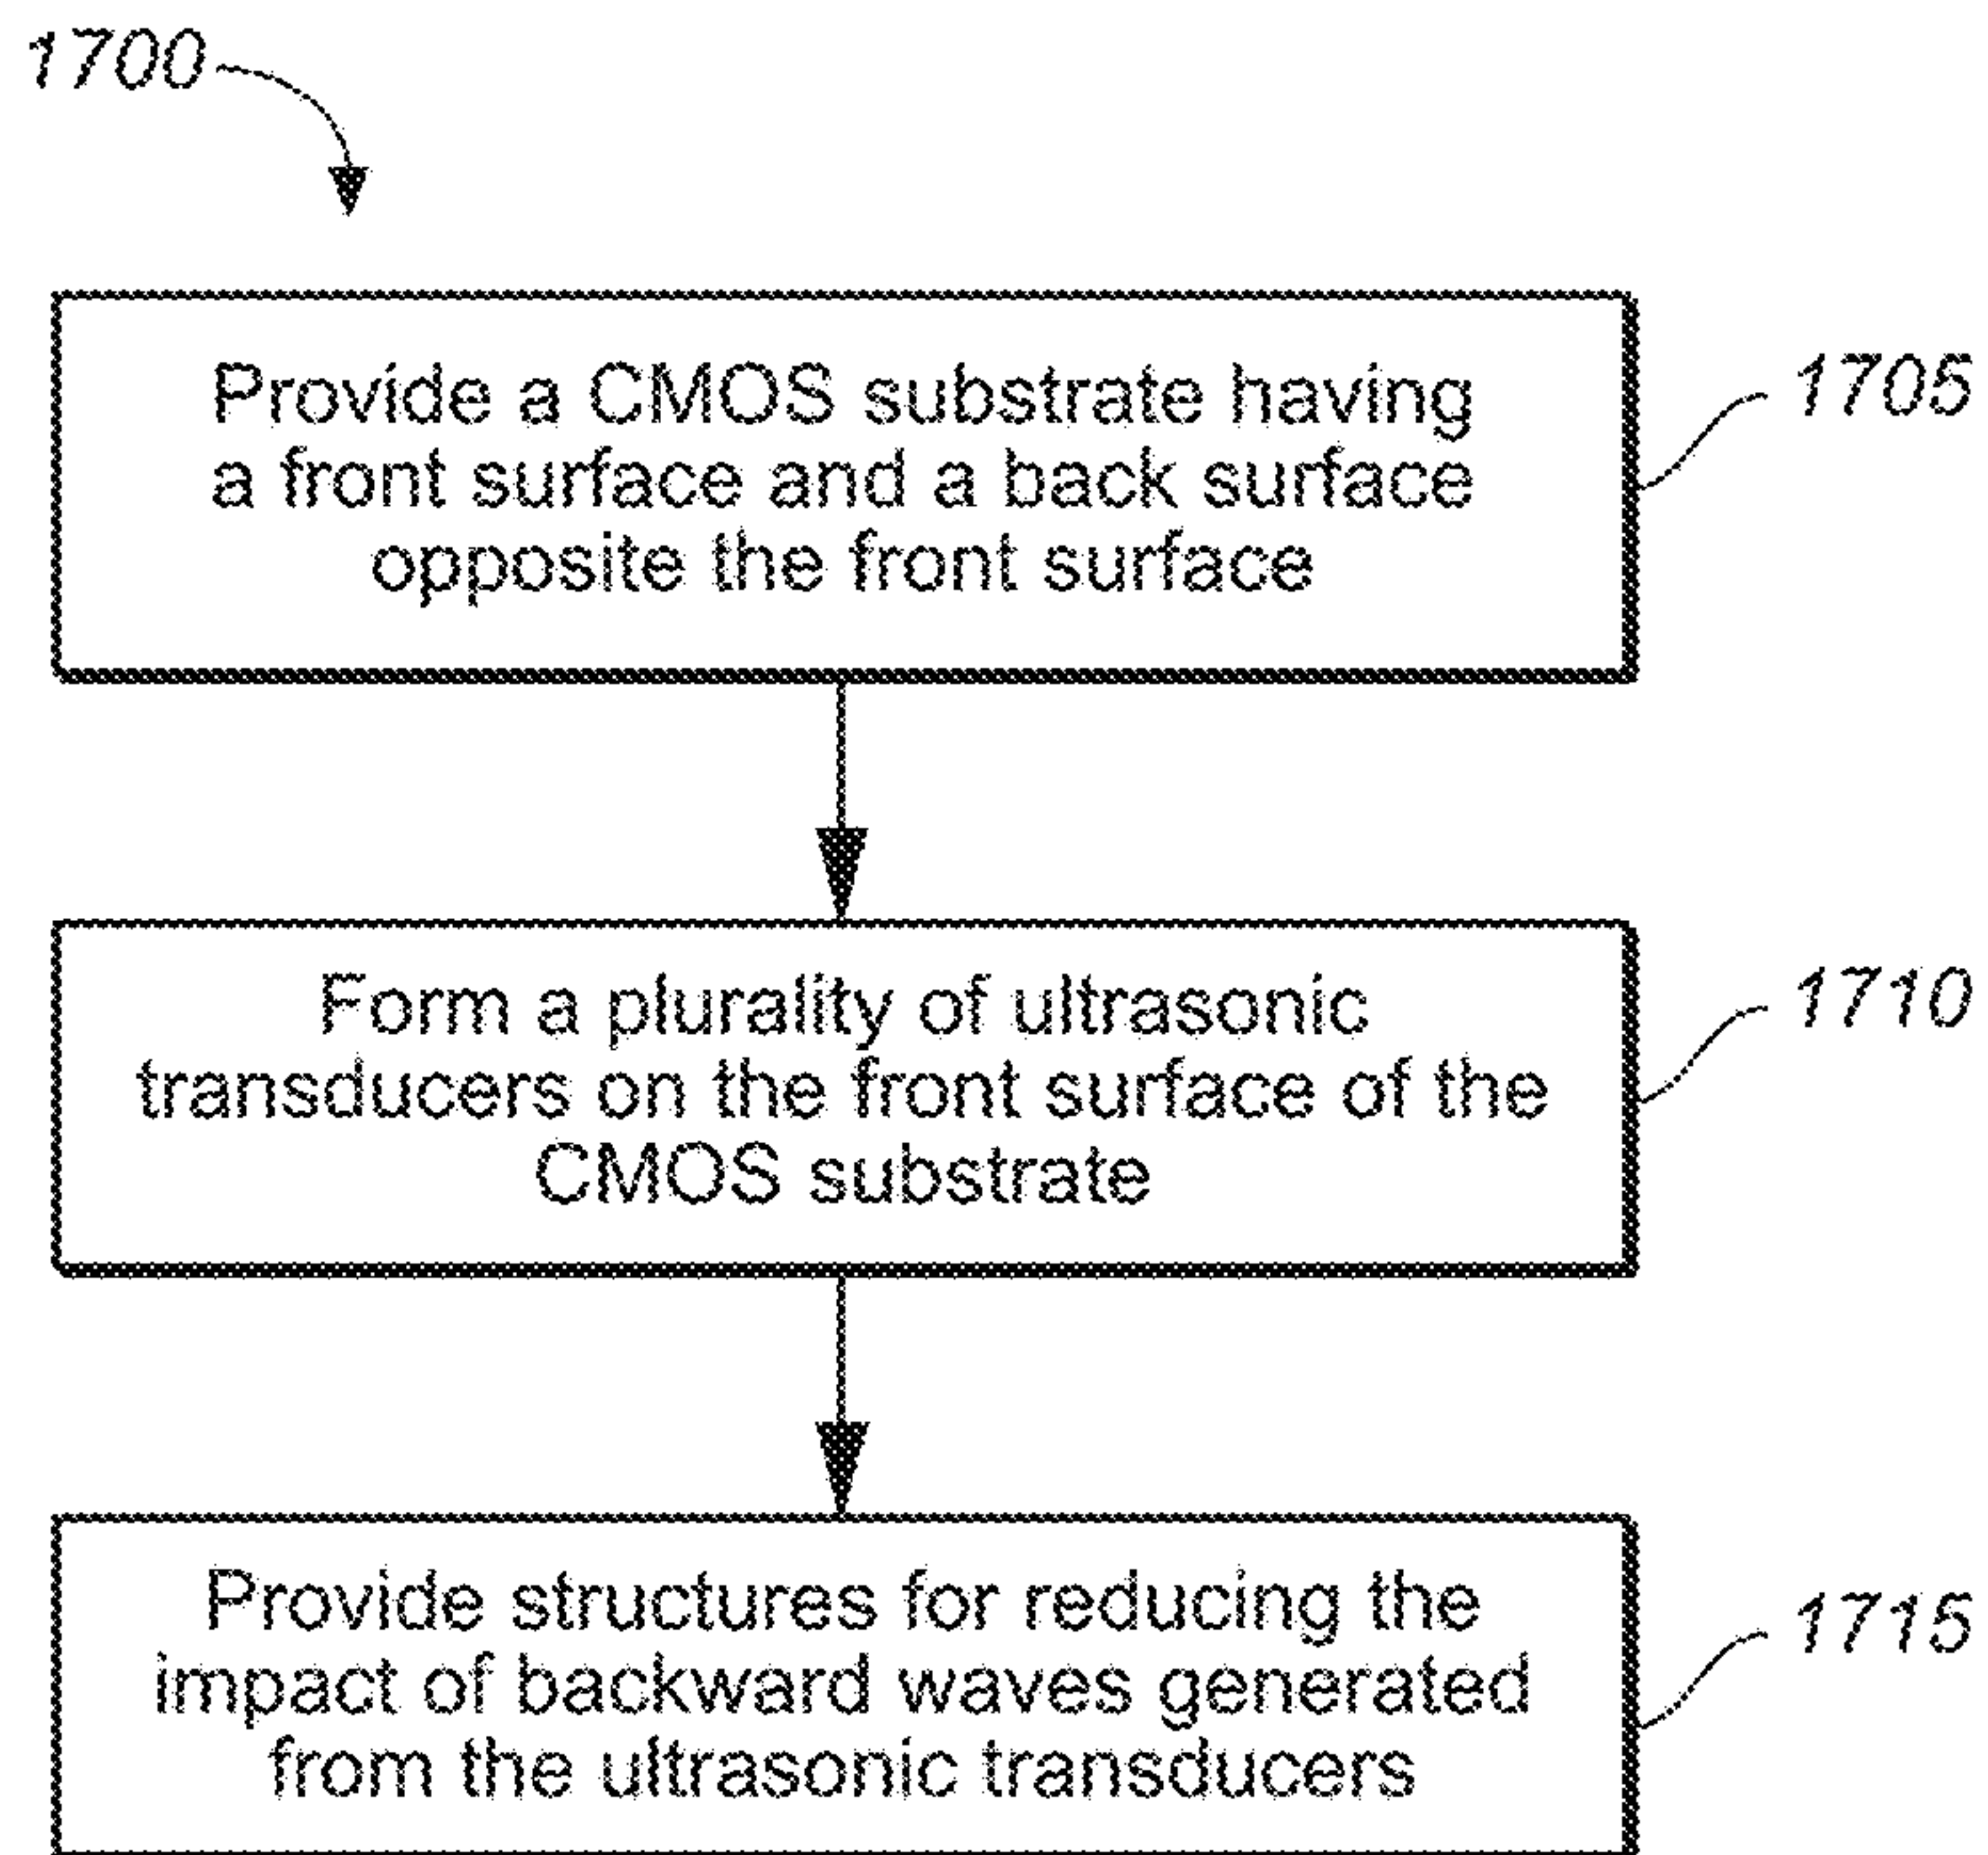 1700
Provide a CMOS substrate having
a front surface and a back surface
opposite the front surface
1705
Form a plurality of ultrasonic
transducers on the front surface of the
CMOS substrate
1710
Provide structures for reducing the
impact of backward waves generated
from the ultrasonic transducers
1715